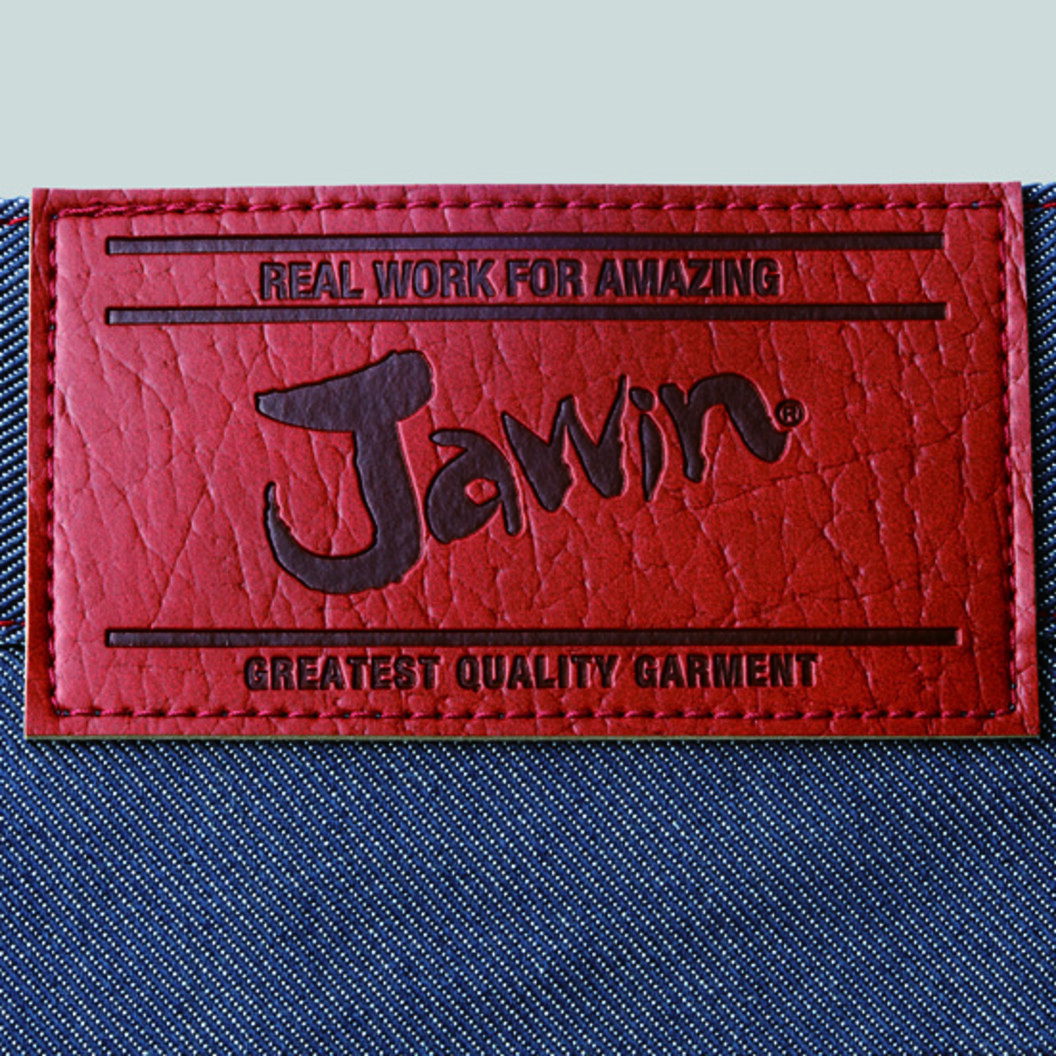 REAL WORK FOR AMAZING
Jawin®
GREATEST QUALITY GARMENT